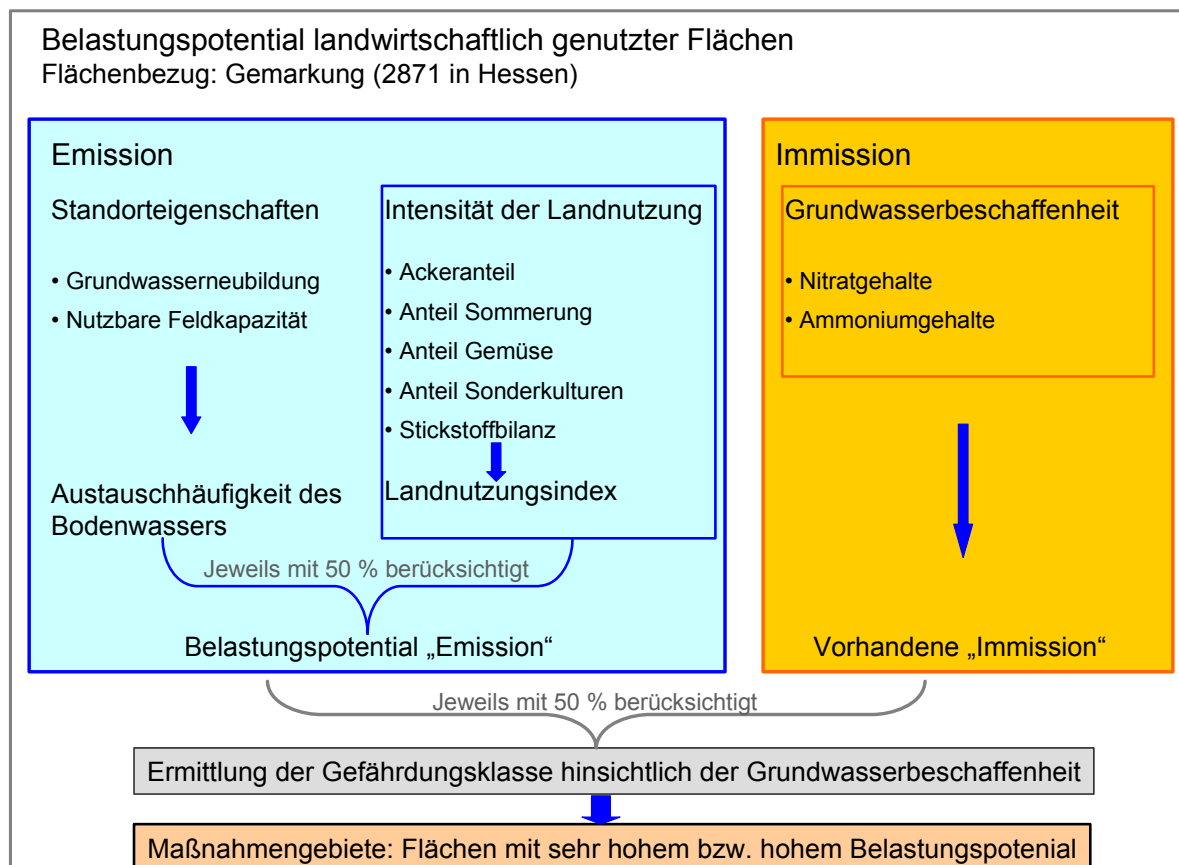 Belastungspotential landwirtschaftlich genutzter Flächen
Flächenbezug: Gemarkung (2871 in Hessen)
Emission
Standorteigenschaften
• Grundwasserneubildung
• Nutzbare Feldkapazität
Austauschhäufigkeit des
Bodenwassers
Intensität der Landnutzung
• Ackeranteil
• Anteil Sommerung
• Anteil Gemüse
• Anteil Sonderkulturen
• Stickstoffbilanz
Landnutzungsindex
Jeweils mit 50 % berücksichtigt
Belastungspotential „Emission“
Immission
Grundwasserbeschaffenheit
• Nitratgehalte
• Ammoniumgehalte
Vorhandene „Immission“
Jeweils mit 50 % berücksichtigt
Ermittlung der Gefährdungsklasse hinsichtlich der Grundwasserbeschaffenheit
Maßnahmengebiete: Flächen mit sehr hohem bzw. hohem Belastungspotenial